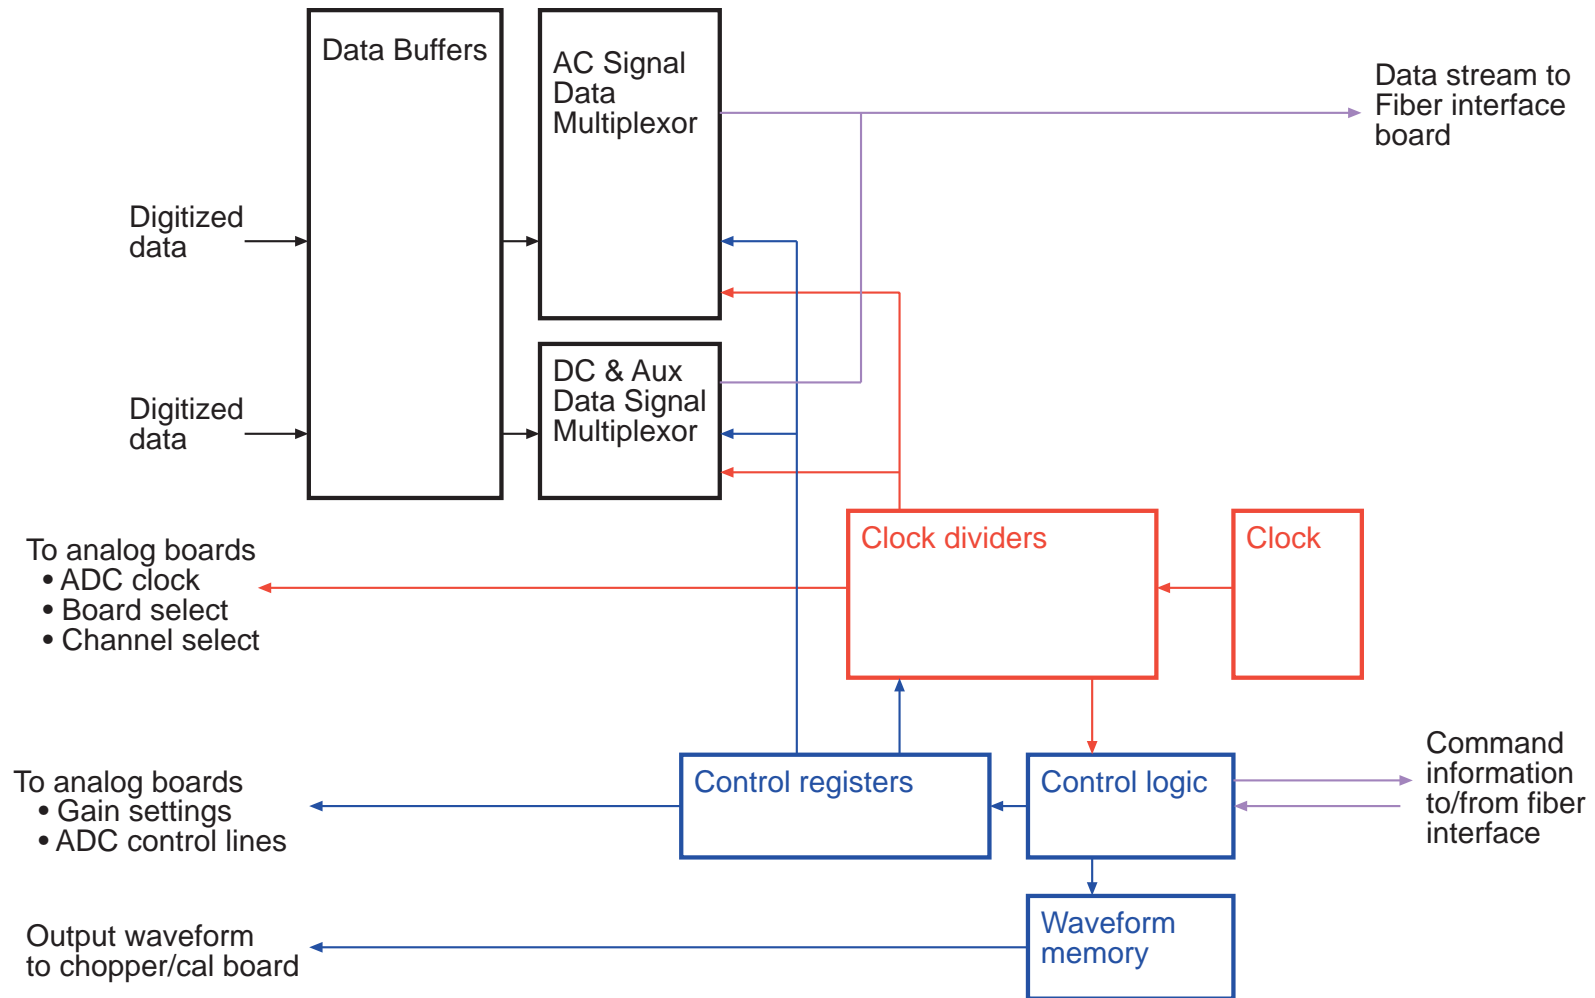 Data Buffers
AC Signal
Data
Multiplexor
Data stream to
Fiber interface
board
Digitized
data
DC & Aux
Data Signal
Multiplexor
Digitized
data
Clock dividers
Clock
To analog boards
• ADC clock
• Board select
• Channel select
Control registers
Control logic
Command
information
to/from fiber
interface
To analog boards
• Gain settings
• ADC control lines
Waveform
memory
Output waveform
to chopper/cal board